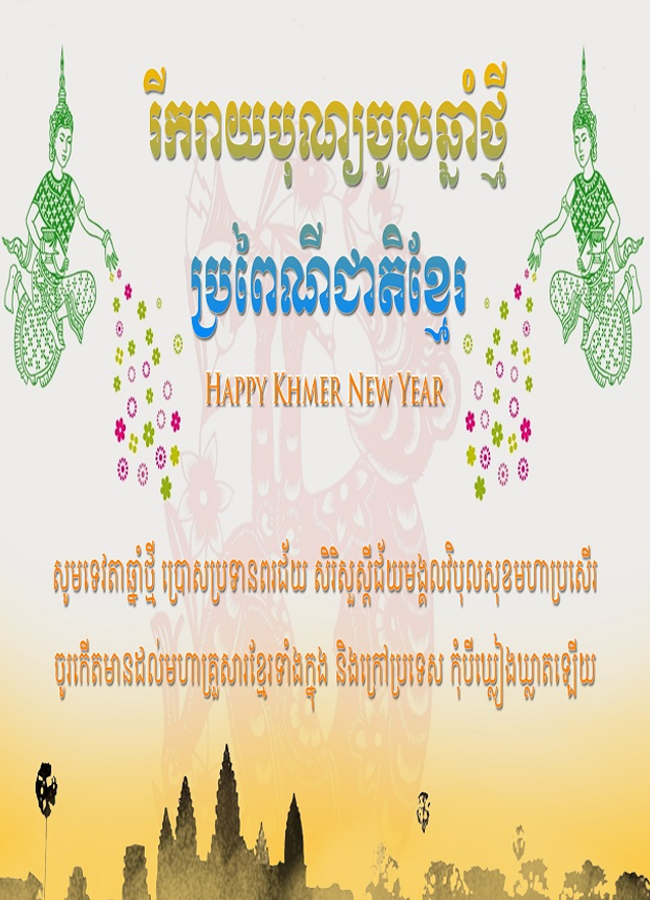 រីករាយបុណ្យចូលឆ្នាំថ្មី
ប្រពៃណីជាតិខ្មែរ
HAPPY KHMER NEW YEAR
សូមទេវតាឆ្នាំថ្មី ប្រោសប្រទានពរជ័យ សិរិសួស្ដីជ័យមង្គលវិបុលសុខមហាប្រសើរ
ចូរកើតមានដល់មហាគ្រួសារខ្មែរទាំងក្នុង និងក្រៅប្រទេស កុំបីឃ្លៀងឃ្លាតឡើយ